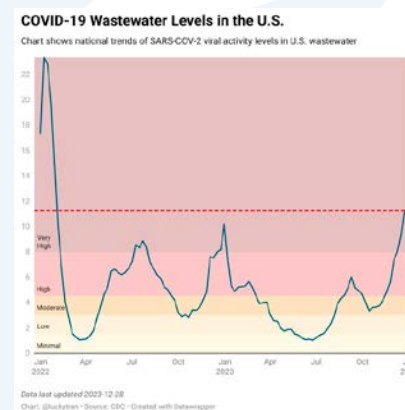 COVID-19 Wastewater Levels in the U.S.
Chart shows national trends of SARS-COV-2 viral activity levels in U.S. wastewater
22
20
18
16
14
12
10
8
6
4
2
0
Very
High
High
Moderate
Low
Minimal
Jan
2022
Apr
Jul
Oct
Jan
2023
Apr
Jul
Oct
Data last updated 2023-12-28
Chart: @luckytran · Source: CDC · Created with Datawrapper